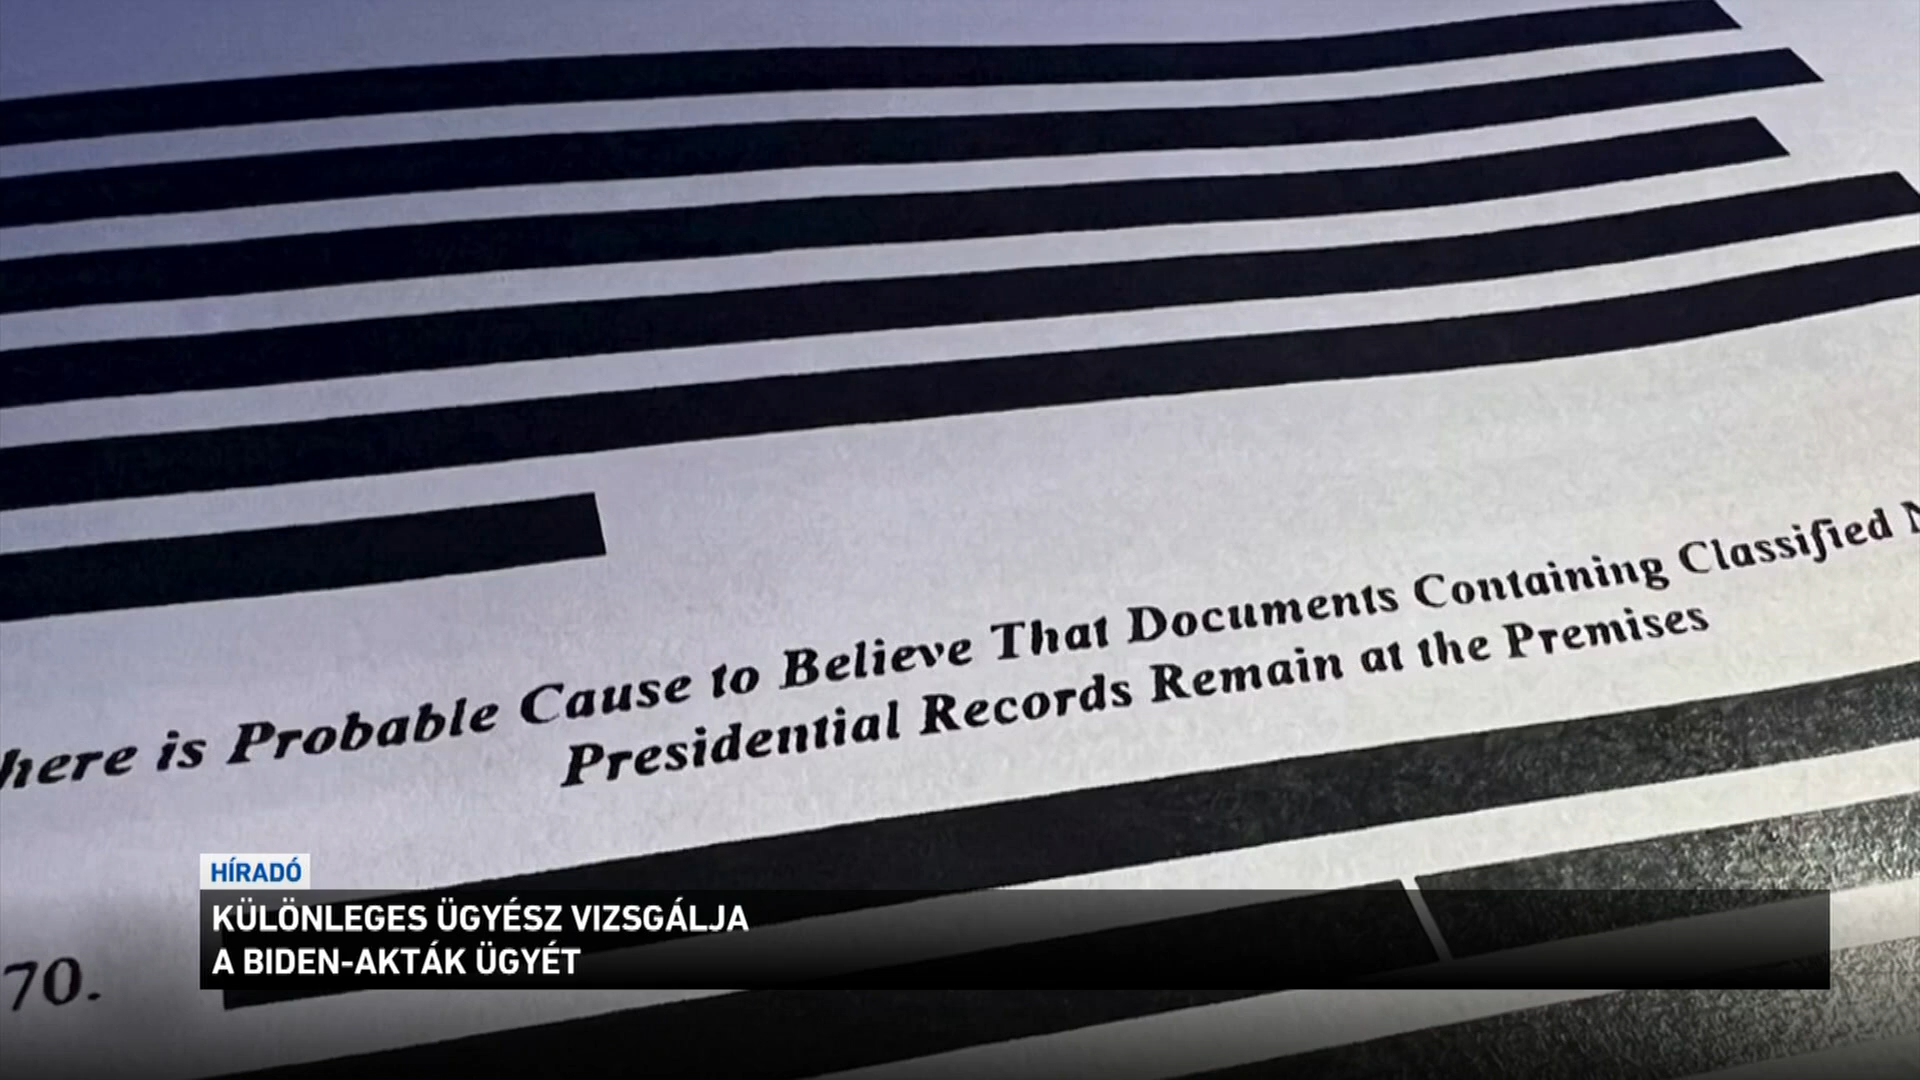 here is Probable Cause to Believe That Documents Containing Classified
Presidential Records Remain at the Premises
70.
HÍRADÓ
KÜLÖNLEGES ÜGYÉSZ VIZSGÁLJA
A BIDEN-AKTÁK ÜGYÉT